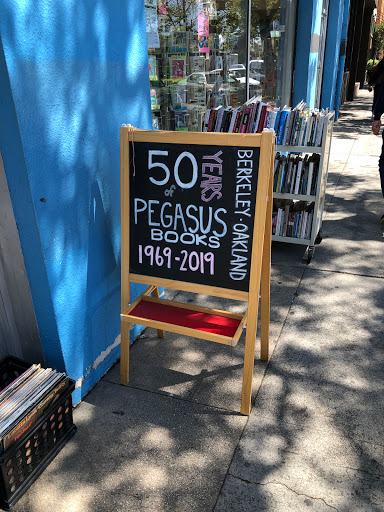 50 YEARS
of
PEGASUS
BOOKS
1969-2019
BERKELEY · OAKLAND